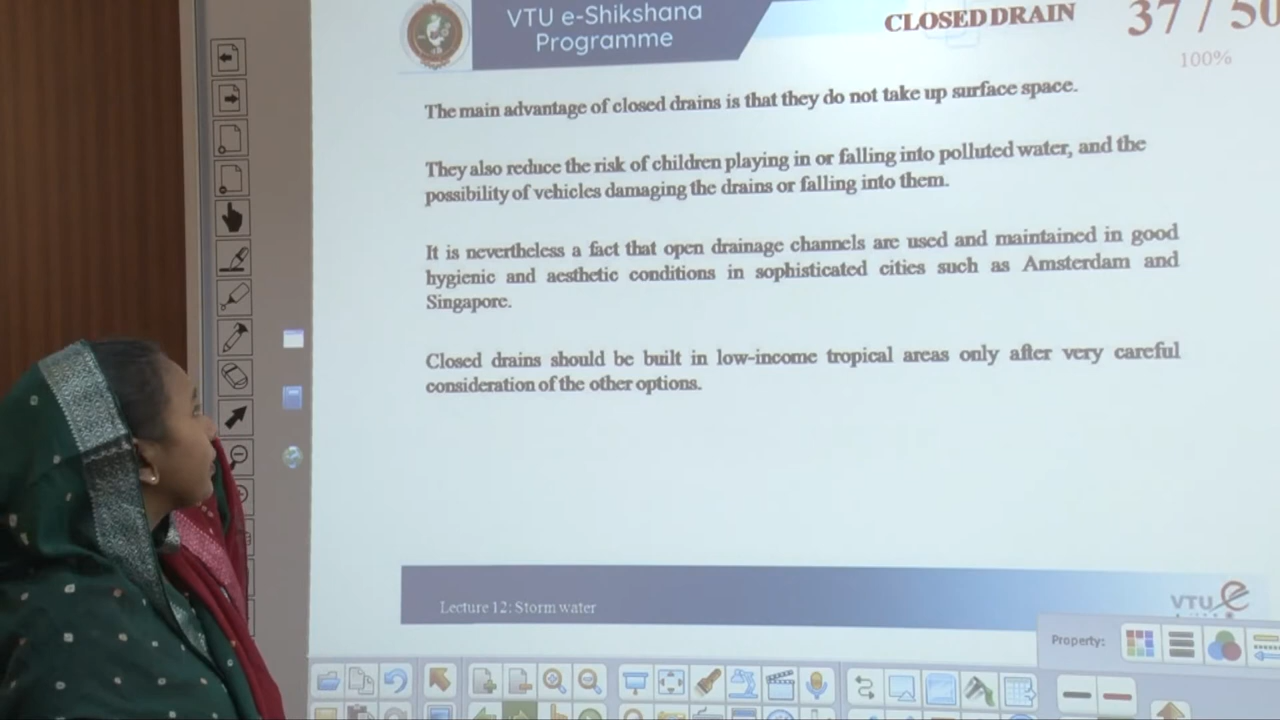 VTU e-Shikshana
Programme
CLOSED DRAIN
37 / 50
100%
The main advantage of closed drains is that they do not take up surface space.
They also reduce the risk of children playing in or falling into polluted water, and the
possibility of vehicles damaging the drains or falling into them.
It is nevertheless a fact that open drainage channels are used and maintained in good
hygienic and aesthetic conditions in sophisticated cities such as Amsterdam and
Singapore.
Closed drains should be built in low-income tropical areas only after very careful
consideration of the other options.
Lecture 12: Storm water
VTU
Property: